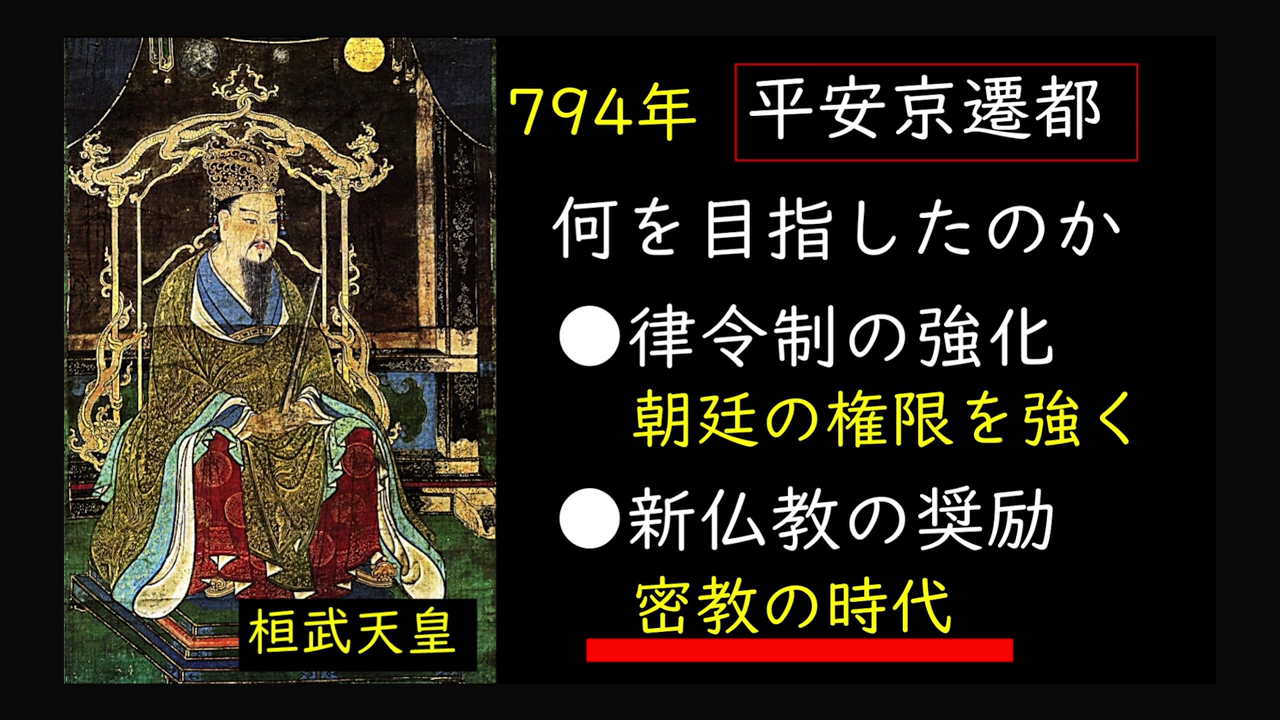 794年 平安京遷都
何を目指したのか
●律令制の強化
朝廷の権限を強く
●新仏教の奨励
密教の時代
桓武天皇